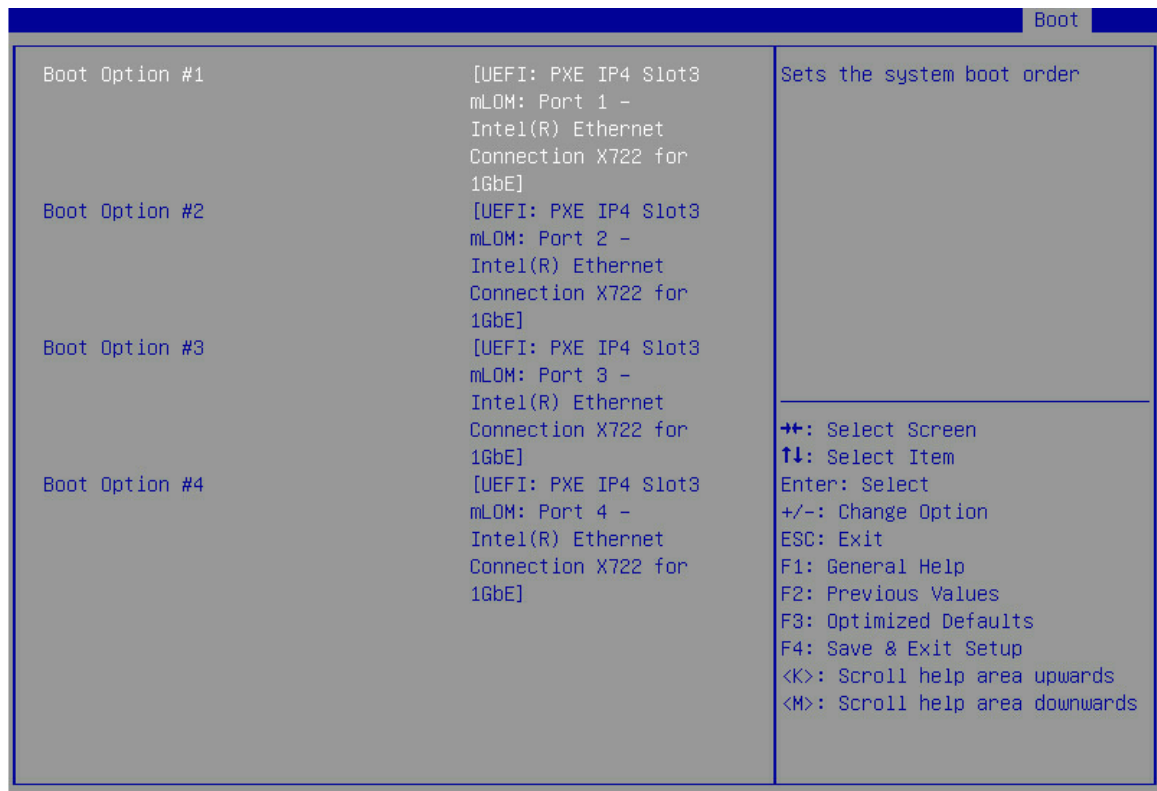 Boot
Boot Option #1 [UEFI: PXE IP4 Slot3
mLOM: Port 1 –
Intel(R) Ethernet
Connection X722 for
1GbE]
Boot Option #2 [UEFI: PXE IP4 Slot3
mLOM: Port 2 –
Intel(R) Ethernet
Connection X722 for
1GbE]
Boot Option #3 [UEFI: PXE IP4 Slot3
mLOM: Port 3 –
Intel(R) Ethernet
Connection X722 for
1GbE]
Boot Option #4 [UEFI: PXE IP4 Slot3
mLOM: Port 4 –
Intel(R) Ethernet
Connection X722 for
1GbE]
Sets the system boot order
→←: Select Screen
↑↓: Select Item
Enter: Select
+/-: Change Option
ESC: Exit
F1: General Help
F2: Previous Values
F3: Optimized Defaults
F4: Save & Exit Setup
<K>: Scroll help area upwards
<M>: Scroll help area downwards